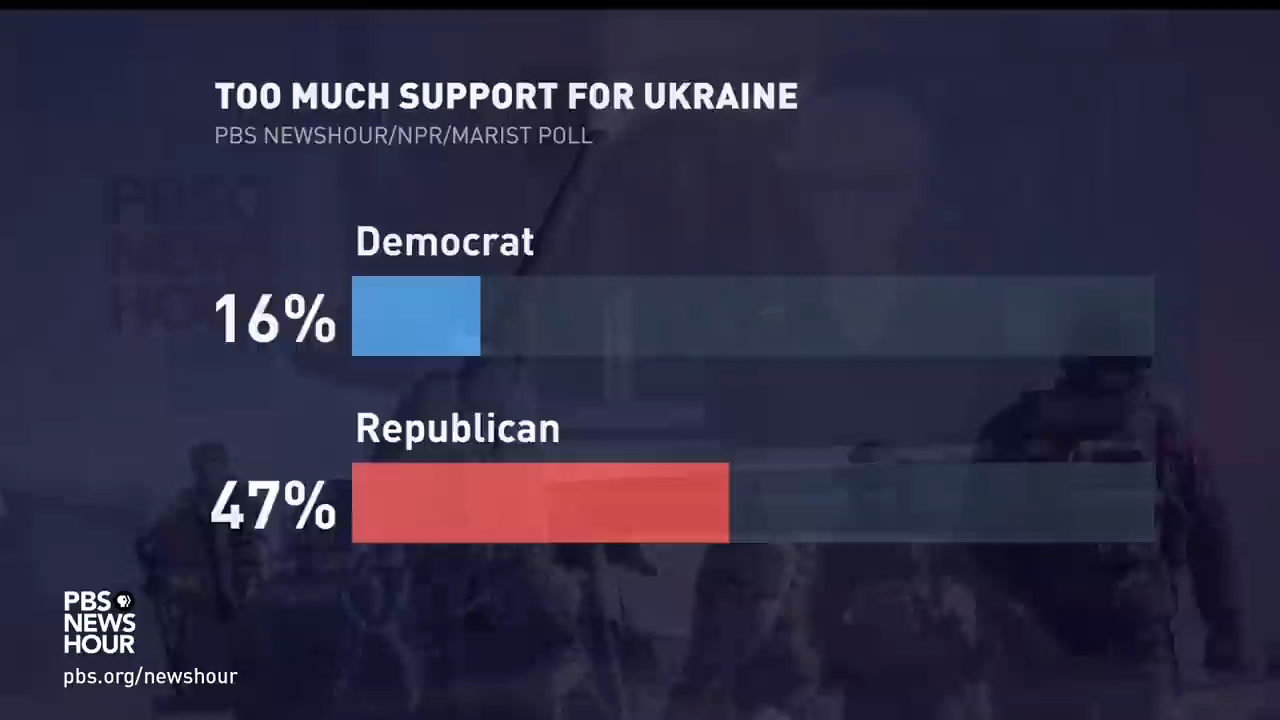 TOO MUCH SUPPORT FOR UKRAINE
PBS NEWSHOUR/NPR/MARIST POLL
Democrat
16%
Republican
47%
PBS
NEWS
HOUR
pbs.org/newshour